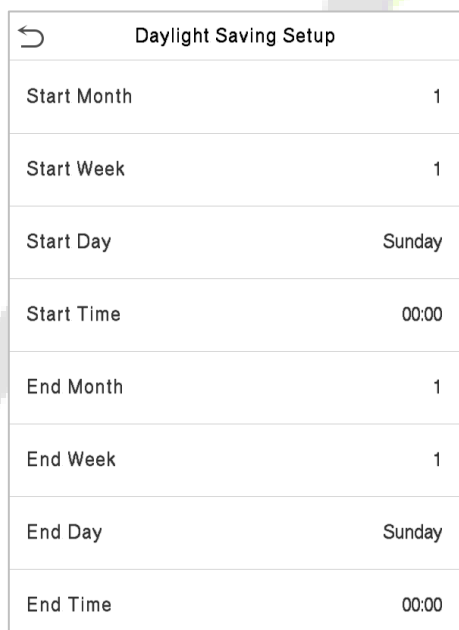 Daylight Saving Setup
Start Month 1
Start Week 1
Start Day Sunday
Start Time 00:00
End Month 1
End Week 1
End Day Sunday
End Time 00:00